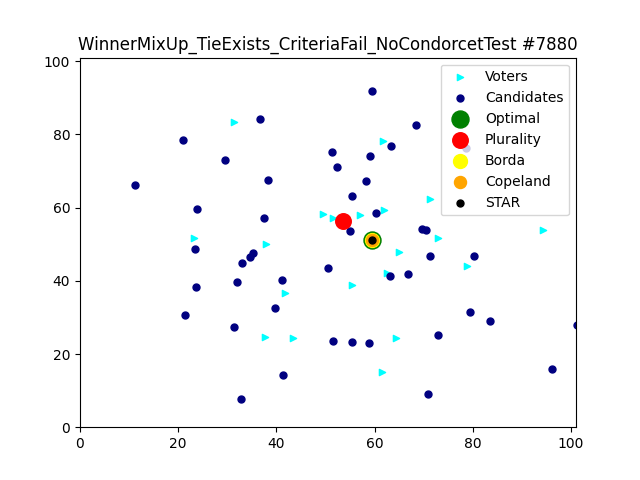 WinnerMixUp_TieExists_CriteriaFail_NoCondorcetTest #7880
100
80
60
40
20
0
0 20 40 60 80 100
Voters
Candidates
Optimal
Plurality
Borda
Copeland
STAR